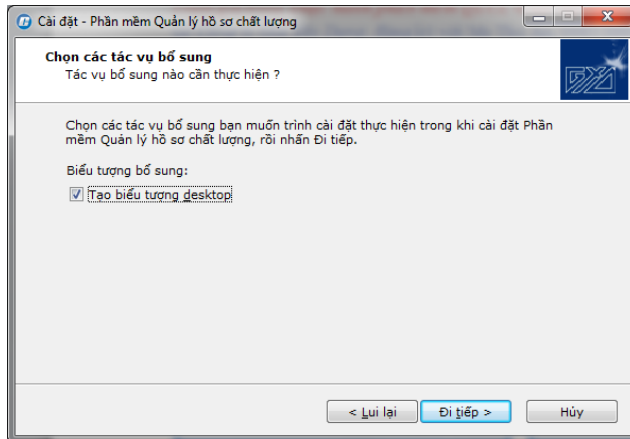 Cài đặt - Phần mềm Quản lý hồ sơ chất lượng
Chọn các tác vụ bổ sung
Tác vụ bổ sung nào cần thực hiện ?
GXD
Chọn các tác vụ bổ sung bạn muốn trình cài đặt thực hiện trong khi cài đặt Phần
mềm Quản lý hồ sơ chất lượng, rồi nhấn Đi tiếp.
Biểu tượng bổ sung:
Tạo biểu tượng desktop
< Lui lại Đi tiếp > Hủy